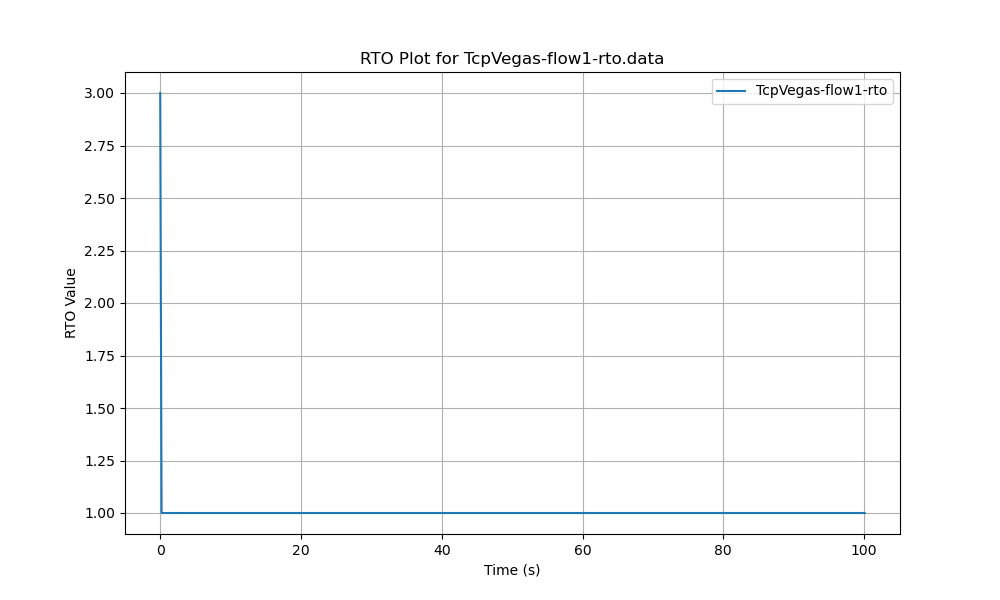 RTO Plot for TcpVegas-flow1-rto.data
TcpVegas-flow1-rto
3.00
2.75
2.50
2.25
2.00
1.75
1.50
1.25
1.00
RTO Value
0 20 40 60 80 100
Time (s)